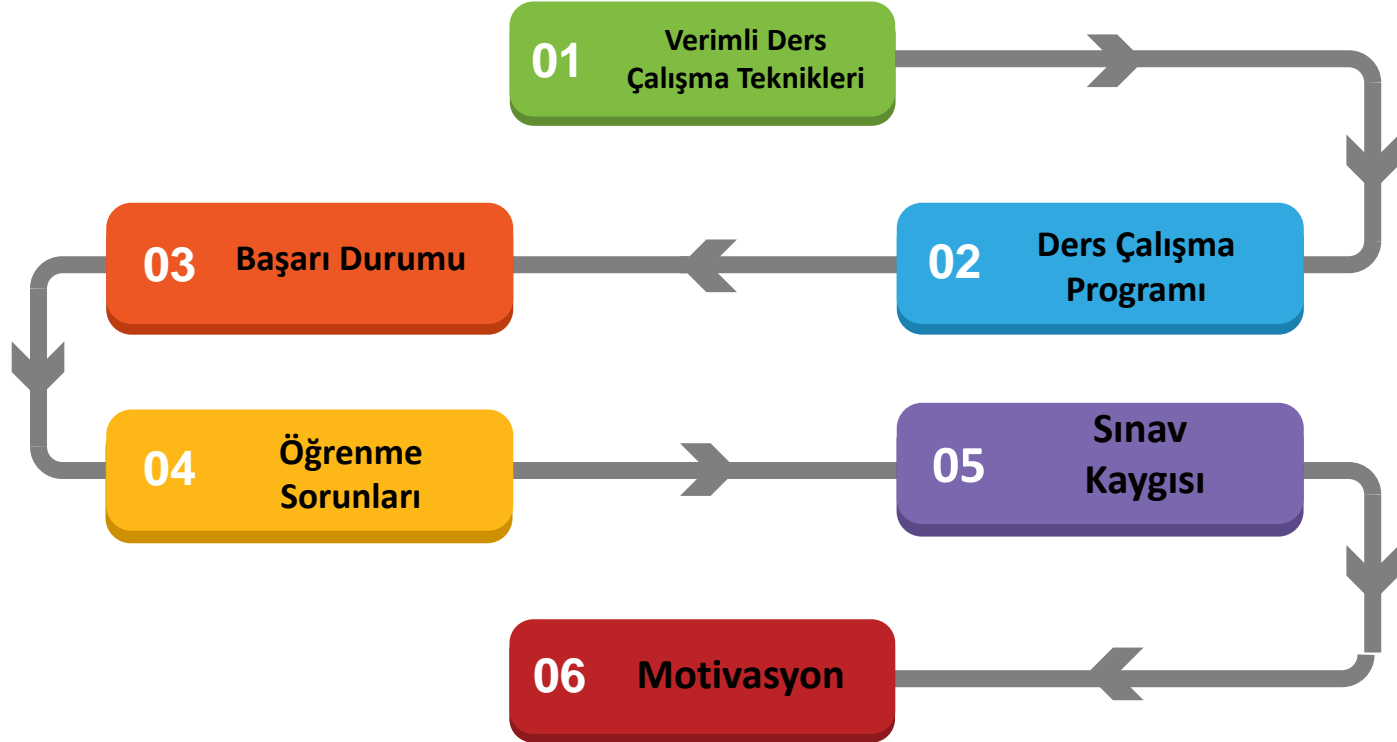 01
Verimli Ders
Çalışma Teknikleri
02
Ders Çalışma
Programı
03
Başarı Durumu
04
Öğrenme
Sorunları
05
Sınav
Kaygısı
06
Motivasyon